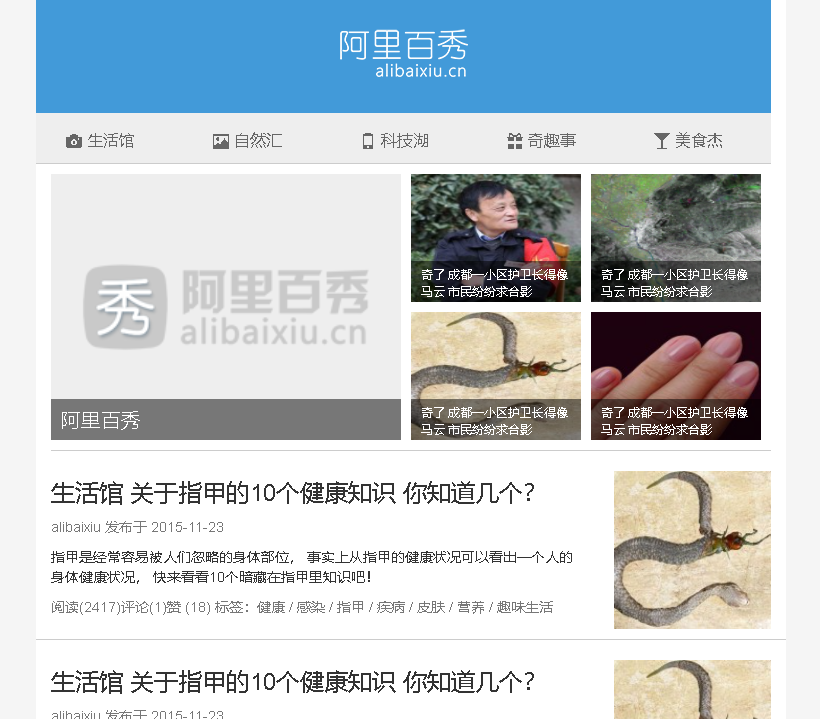 阿里百秀
alibaixiu.cn
生活馆 自然汇 科技湖 奇趣事 美食杰
秀 阿里百秀
alibaixiu.cn
阿里百秀
奇了 成都一小区护卫长得像
马云 市民纷纷求合影
奇了 成都一小区护卫长得像
马云 市民纷纷求合影
奇了 成都一小区护卫长得像
马云 市民纷纷求合影
奇了 成都一小区护卫长得像
马云 市民纷纷求合影
生活馆 关于指甲的10个健康知识 你知道几个?
alibaixiu 发布于 2015-11-23
指甲是经常容易被人们忽略的身体部位， 事实上从指甲的健康状况可以看出一个人的
身体健康状况， 快来看看10个暗藏在指甲里知识吧!
阅读(2417)评论(1)赞 (18) 标签：健康 / 感染 / 指甲 / 疾病 / 皮肤 / 营养 / 趣味生活
生活馆 关于指甲的10个健康知识 你知道几个?
alibaixiu 发布于 2015-11-23